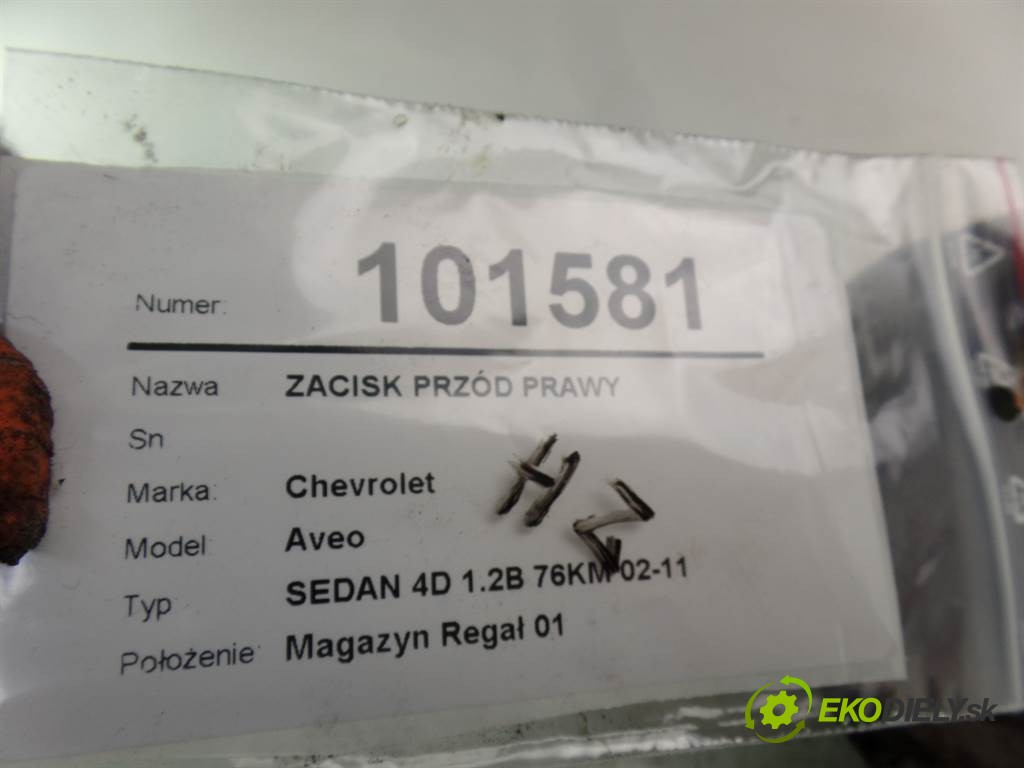 Numer: 101581
Nazwa ZACISK PRZÓD PRAWY
Sn
Marka: Chevrolet
Model Aveo
Typ SEDAN 4D 1.2B 76KM 02-11
Położenie: Magazyn Regał 01
EKODIELY.sk